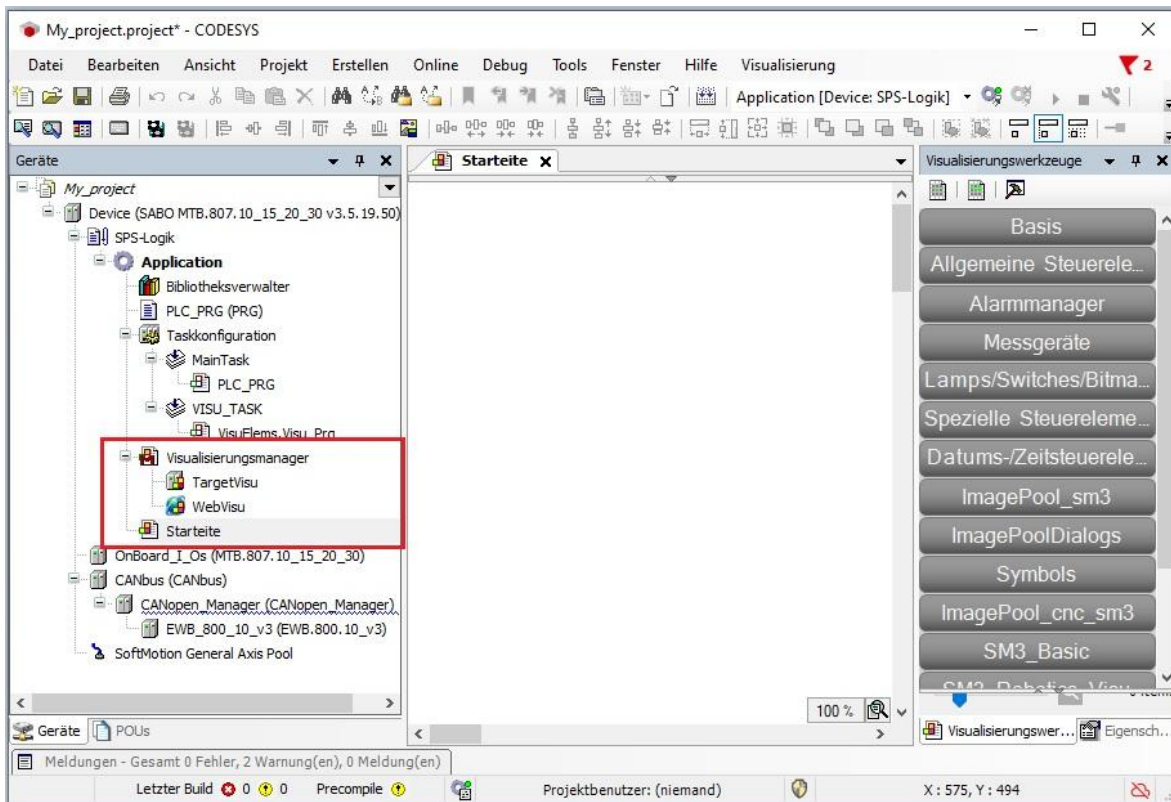 My_project.project* - CODESYS
Datei Bearbeiten Ansicht Projekt Erstellen Online Debug Tools Fenster Hilfe Visualisierung 2
Application [Device: SPS-Logik]
Geräte
My_project
Device (SABO MTB.807.10_15_20_30 v3.5.19.50)
SPS-Logik
Application
Bibliotheksverwalter
PLC_PRG (PRG)
Taskkonfiguration
MainTask
PLC_PRG
VISU_TASK
VisuElems.Visu_Prg
Visualisierungsmanager
TargetVisu
WebVisu
Starteite
OnBoard_I_Os (MTB.807.10_15_20_30)
CANbus (CANbus)
CANopen_Manager (CANopen_Manager)
EWB_800_10_v3 (EWB.800.10_v3)
SoftMotion General Axis Pool
Geräte POUs
Starteite
100 %
Visualisierungswerkzeuge
Basis
Allgemeine Steuerele...
Alarmmanager
Messgeräte
Lamps/Switches/Bitma...
Spezielle Steuereleme...
Datums-/Zeitsteuerele...
ImagePool_sm3
ImagePoolDialogs
Symbols
ImagePool_cnc_sm3
SM3_Basic
Visualisierungswer... Eigensch...
Meldungen - Gesamt 0 Fehler, 2 Warnung(en), 0 Meldung(en)
Letzter Build 0 0 Precompile Projektbenutzer: (niemand) X : 575, Y : 494